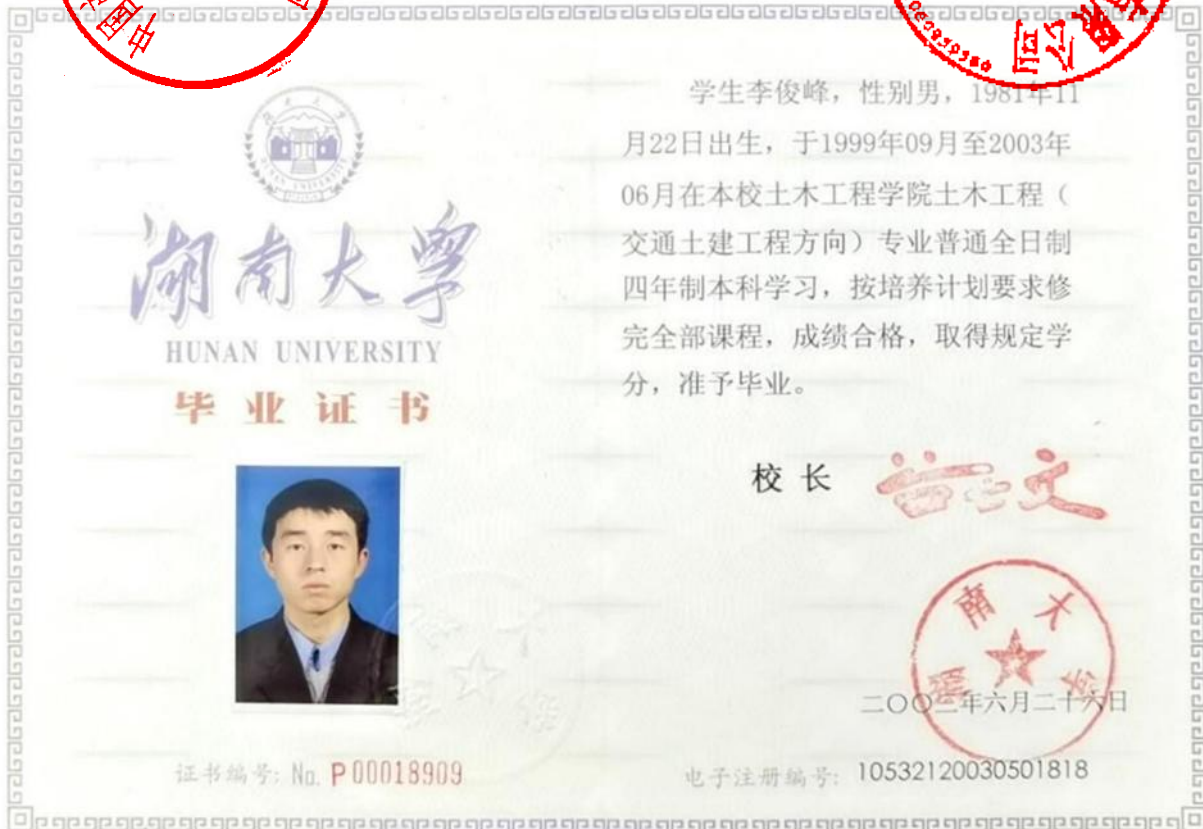 湖南大學
HUNAN UNIVERSITY
毕业证书
证书编号: No. P00018909
学生李俊峰，性别男，1981年11
月22日出生，于1999年09月至2003年
06月在本校土木工程学院土木工程（
交通土建工程方向）专业普通全日制
四年制本科学习，按培养计划要求修
完全部课程，成绩合格，取得规定学
分，准予毕业。
校长
湖南大学
二〇〇三年六月二十六日
电子注册编号: 10532120030501818